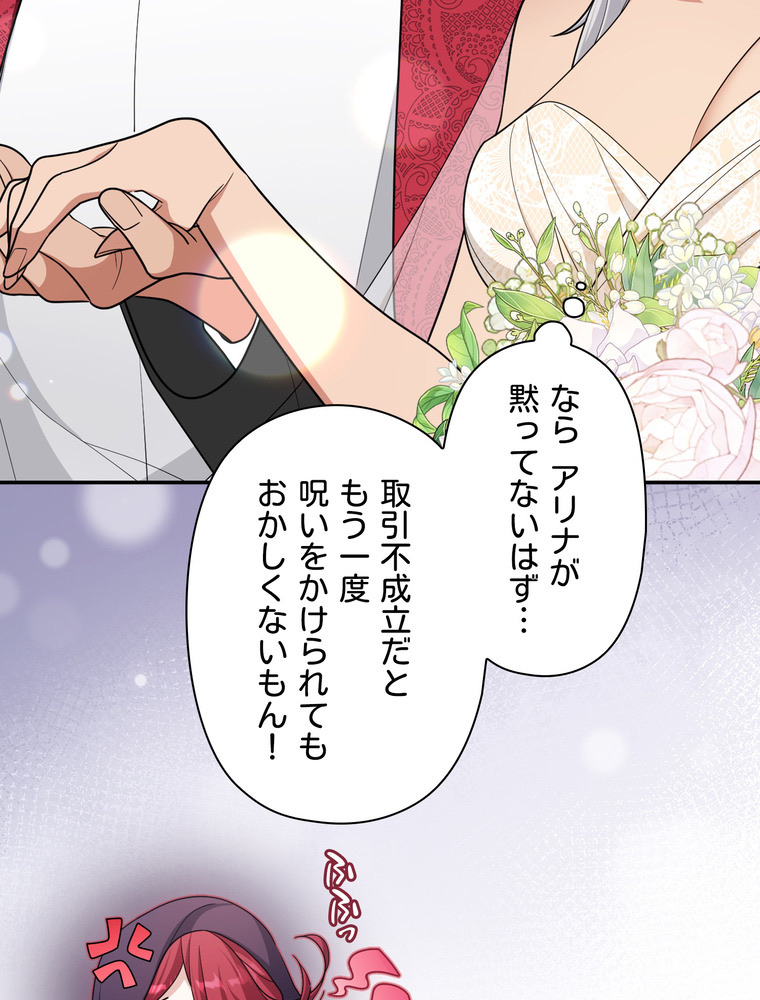 なら アリナが
黙ってないはず…
取引不成立だと
もう一度
呪いをかけられても
おかしくないもん！
ぶぶっ